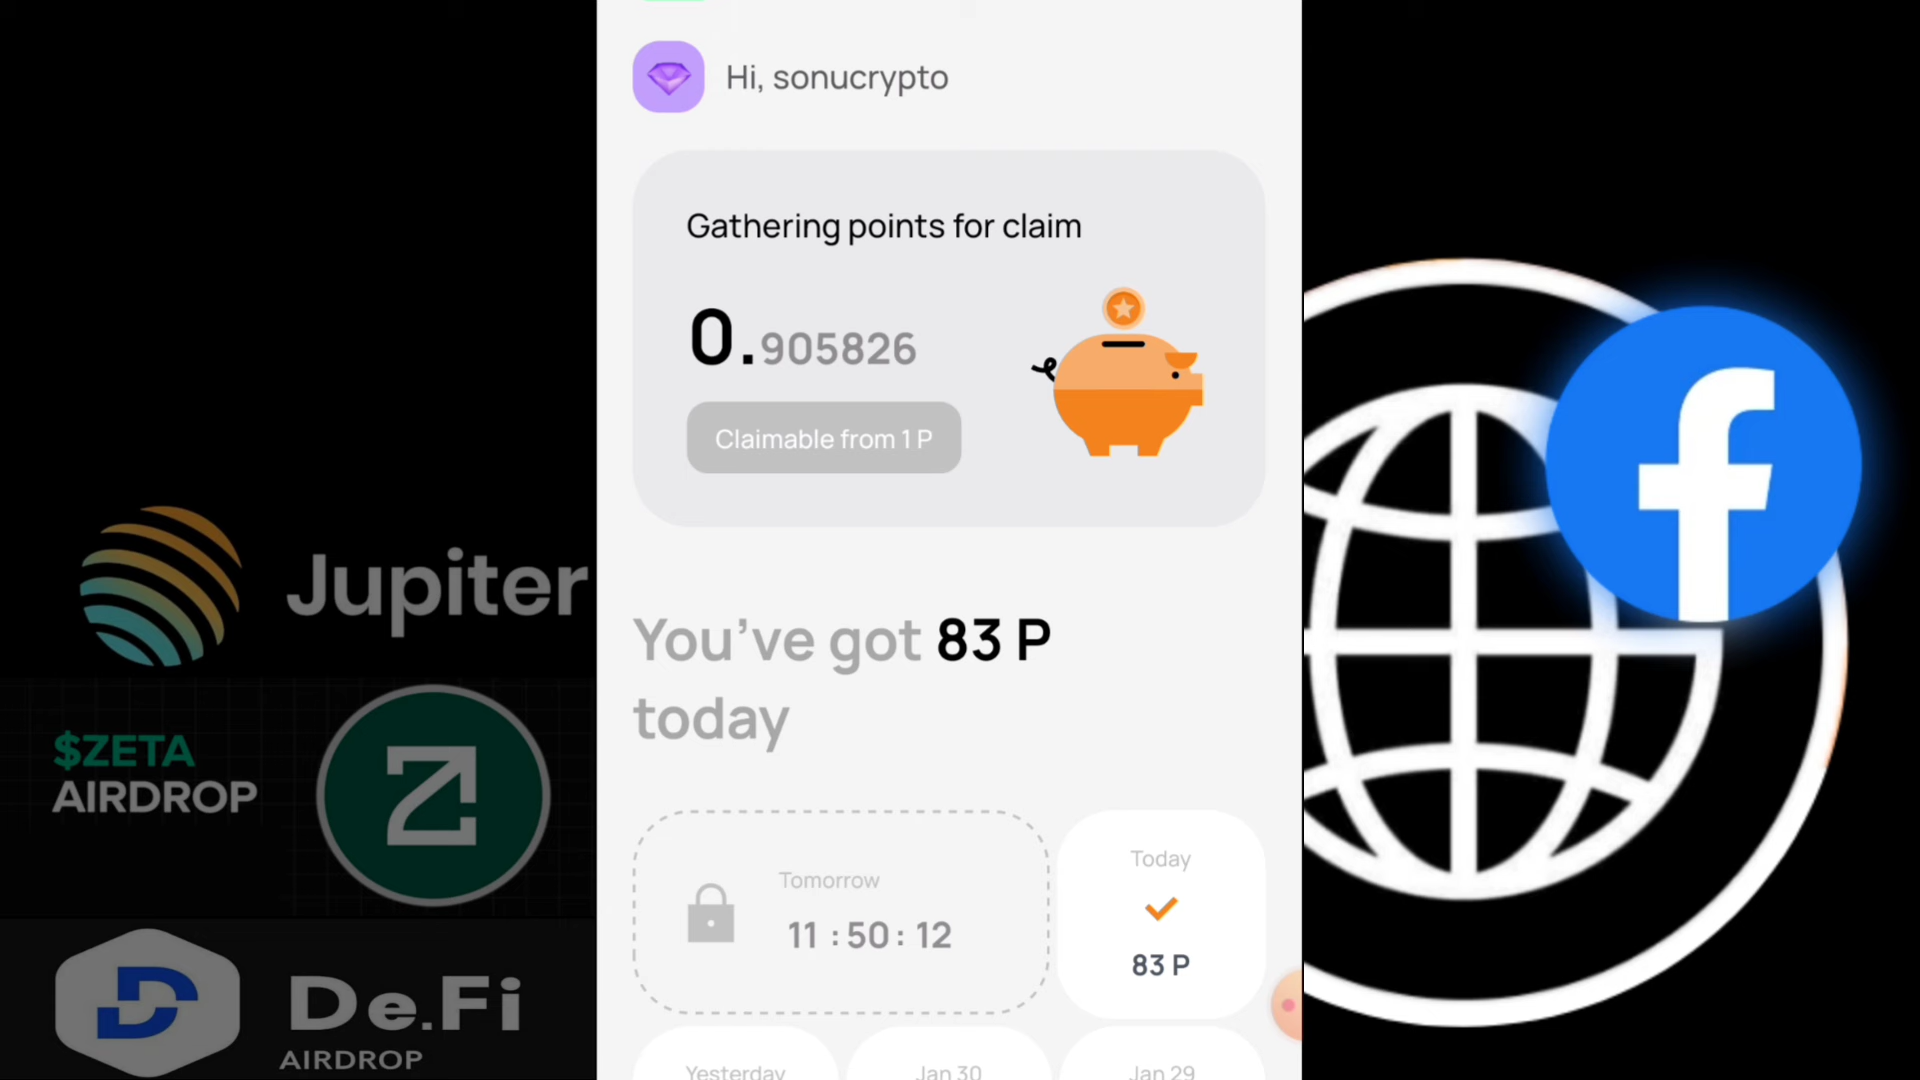 Hi, sonucrypto
Gathering points for claim
0.905826
Claimable from 1 P
You've got 83 P
today
Tomorrow
11 : 50 : 12
Today
83 P
Yesterday
Jan 30
Jan 29
Jupiter
$ZETA
AIRDROP
De.Fi
AIRDROP